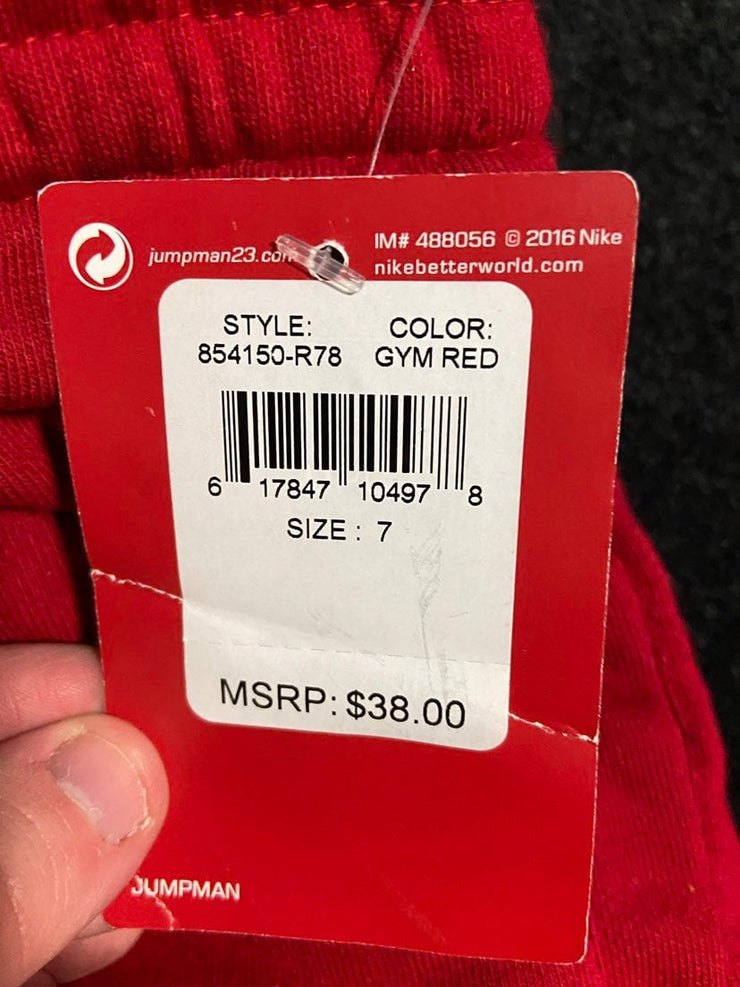 jumpman23.com
IM# 488056 © 2016 Nike
nikebetterworld.com
STYLE:
854150-R78
COLOR:
GYM RED
6 17847 10497 8
SIZE : 7
MSRP: $38.00
JUMPMAN